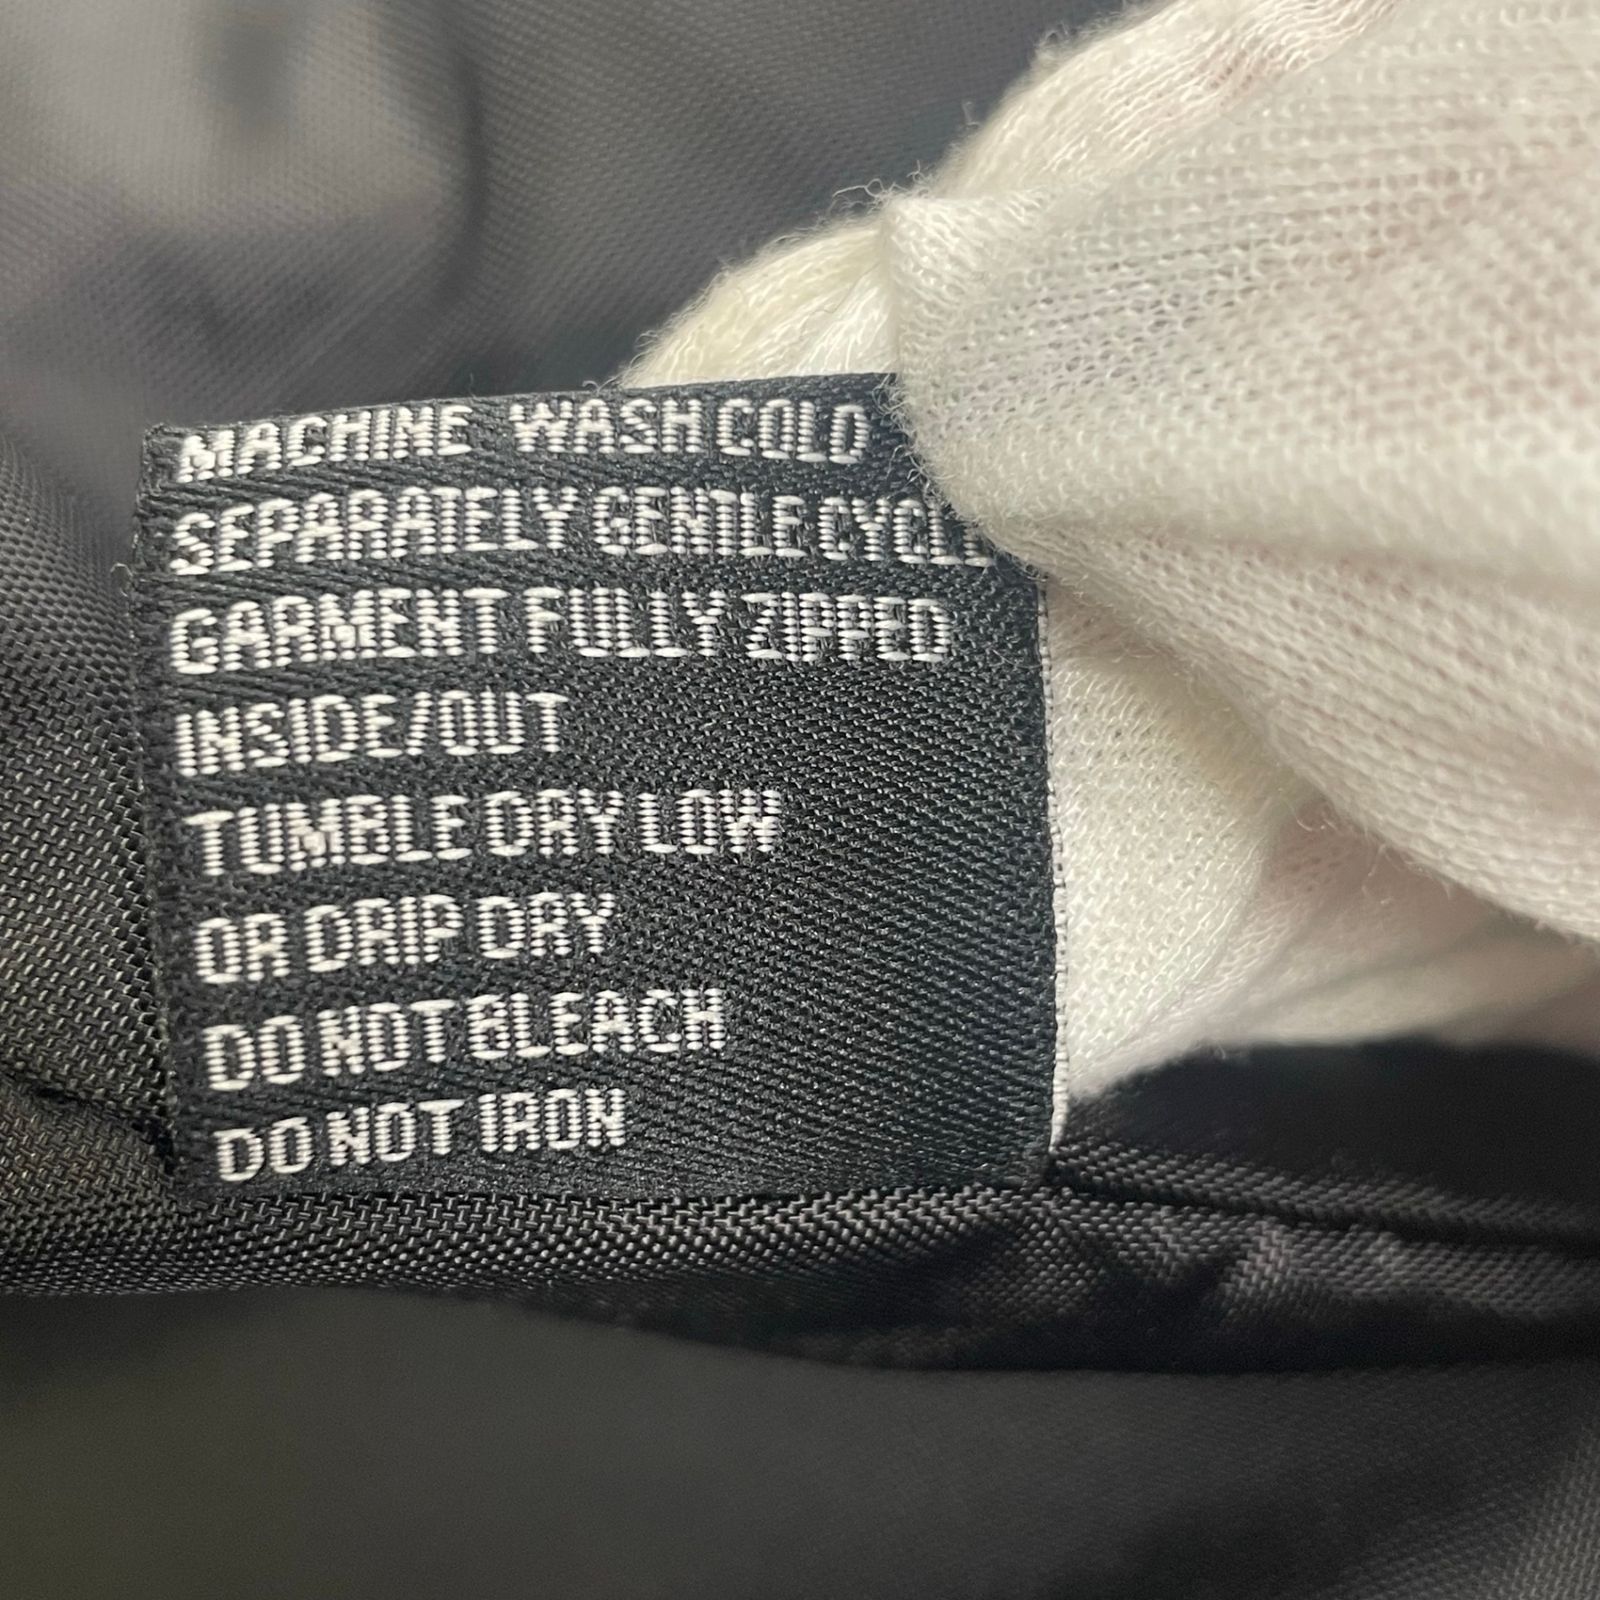 MACHINE WASH COLD
SEPARATELY GENTLE CYCLE
GARMENT FULLY ZIPPED
INSIDE/OUT
TUMBLE DRY LOW
OR DRIP DRY
DO NOT BLEACH
DO NOT IRON